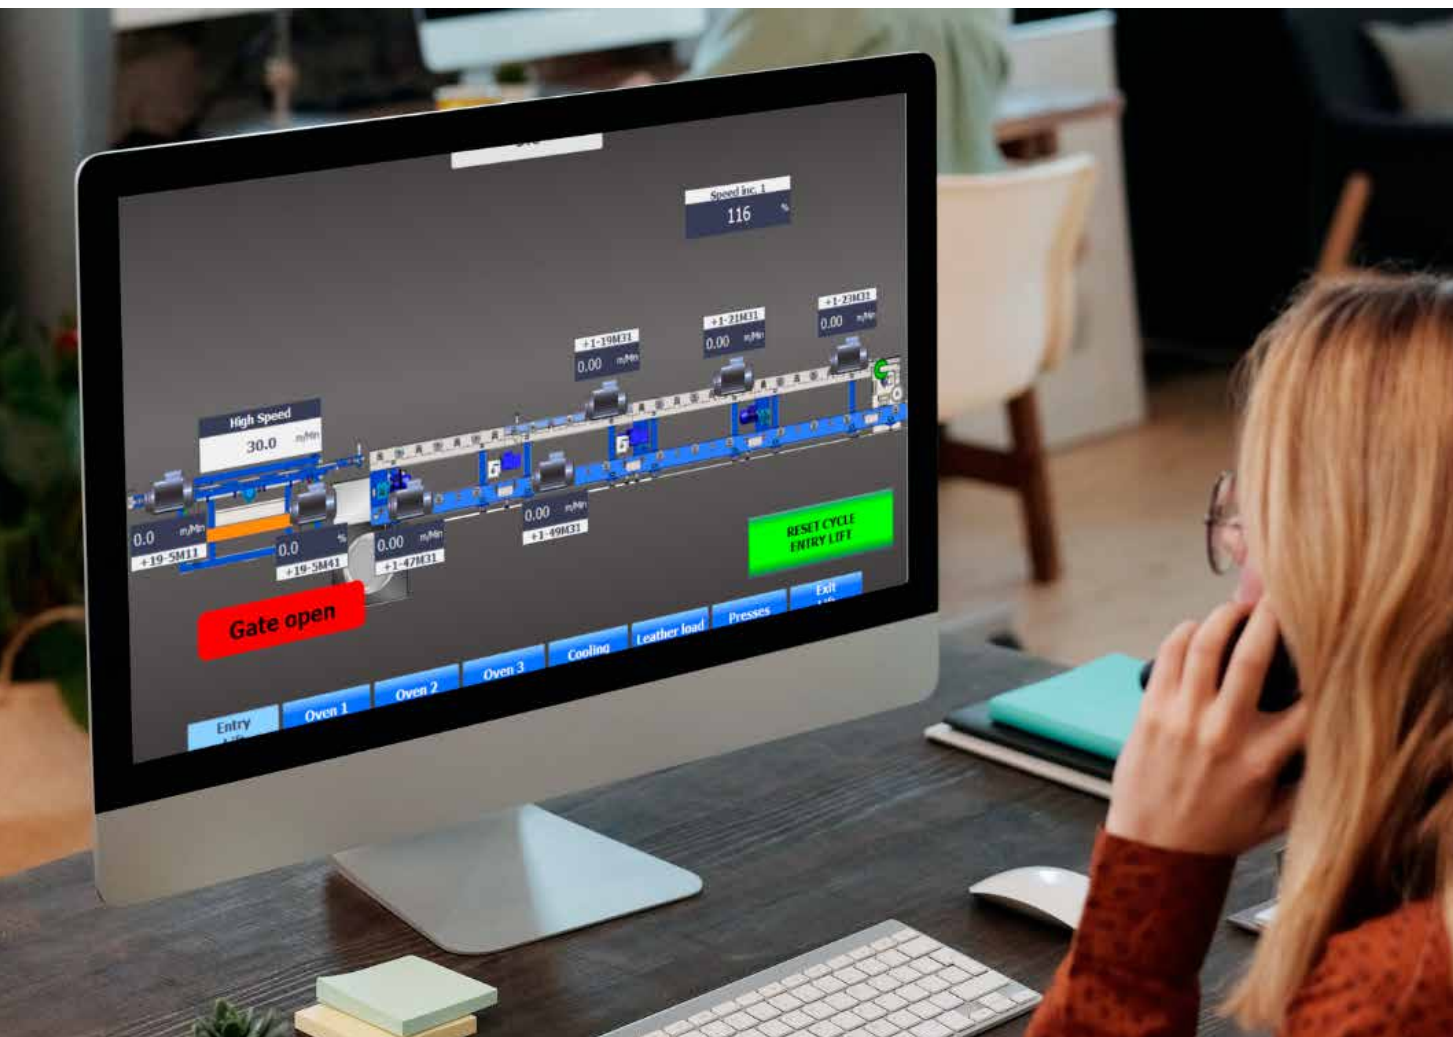 Speed inc. 1
116 %
+1-23M31
0.00 m/Min
+1-21M31
0.00 m/Min
+1-19M31
0.00 m/Min
High Speed
30.0 m/Min
0.0 m/Min
+19-5M11
0.0 %
+19-5M41
0.00 m/Min
+1-47M31
0.00 m/Min
+1-49M31
RESET CYCLE
ENTRY LIFT
Gate open
Entry
Oven 1
Oven 2
Oven 3
Cooling
Leather load
Presses
Exit